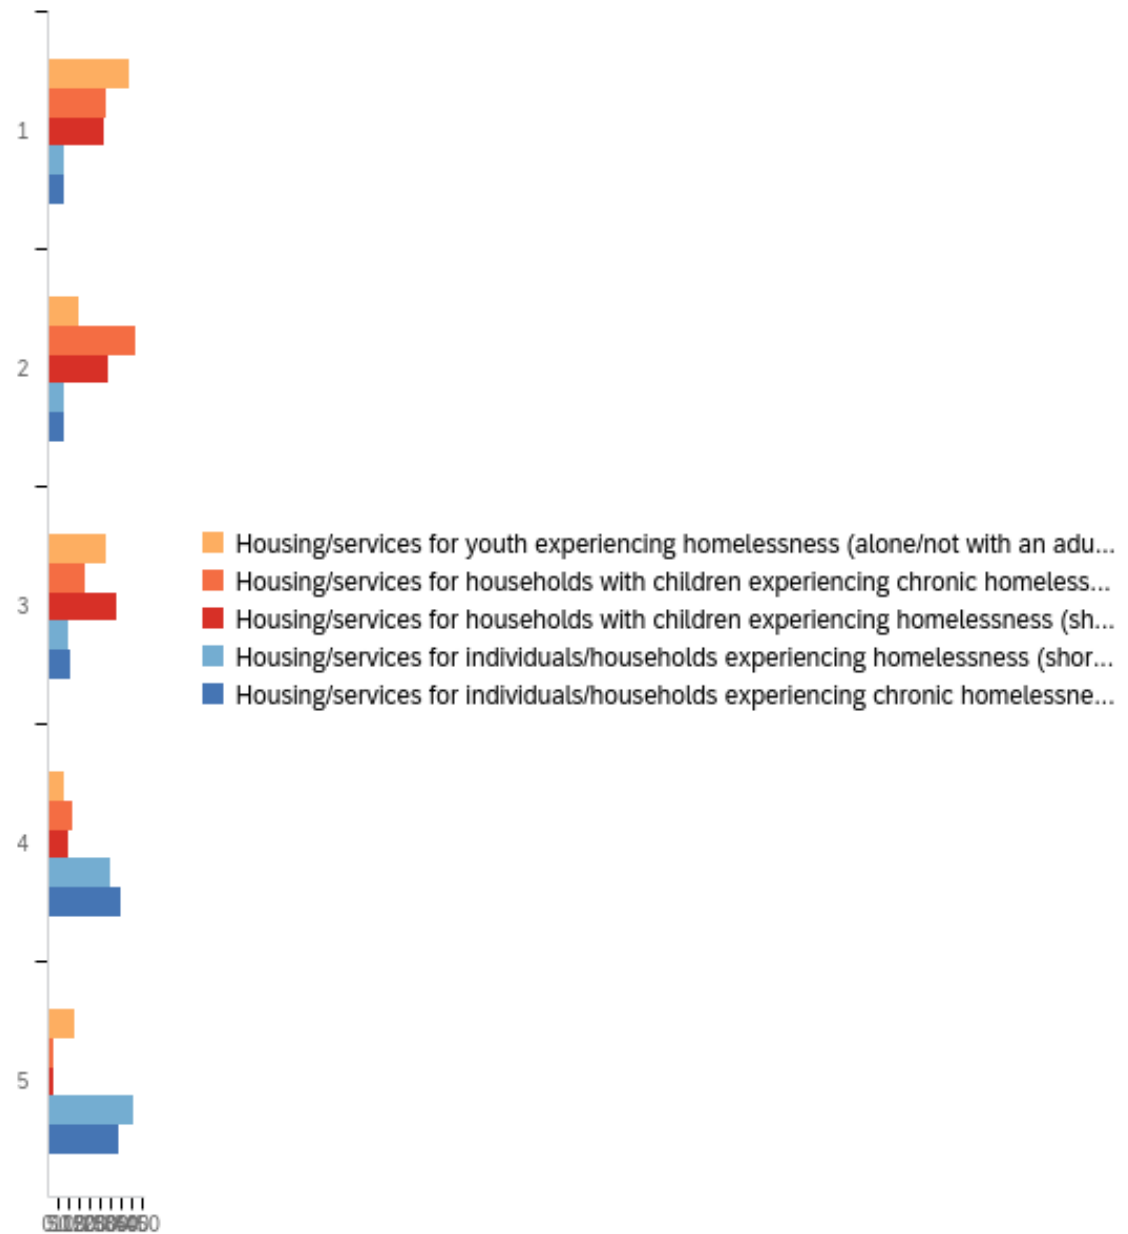 1
2
3
Housing/services for youth experiencing homelessness (alone/not with an adu...
Housing/services for households with children experiencing chronic homeless...
Housing/services for households with children experiencing homelessness (sh...
Housing/services for individuals/households experiencing homelessness (shor...
Housing/services for individuals/households experiencing chronic homelessne...
4
5